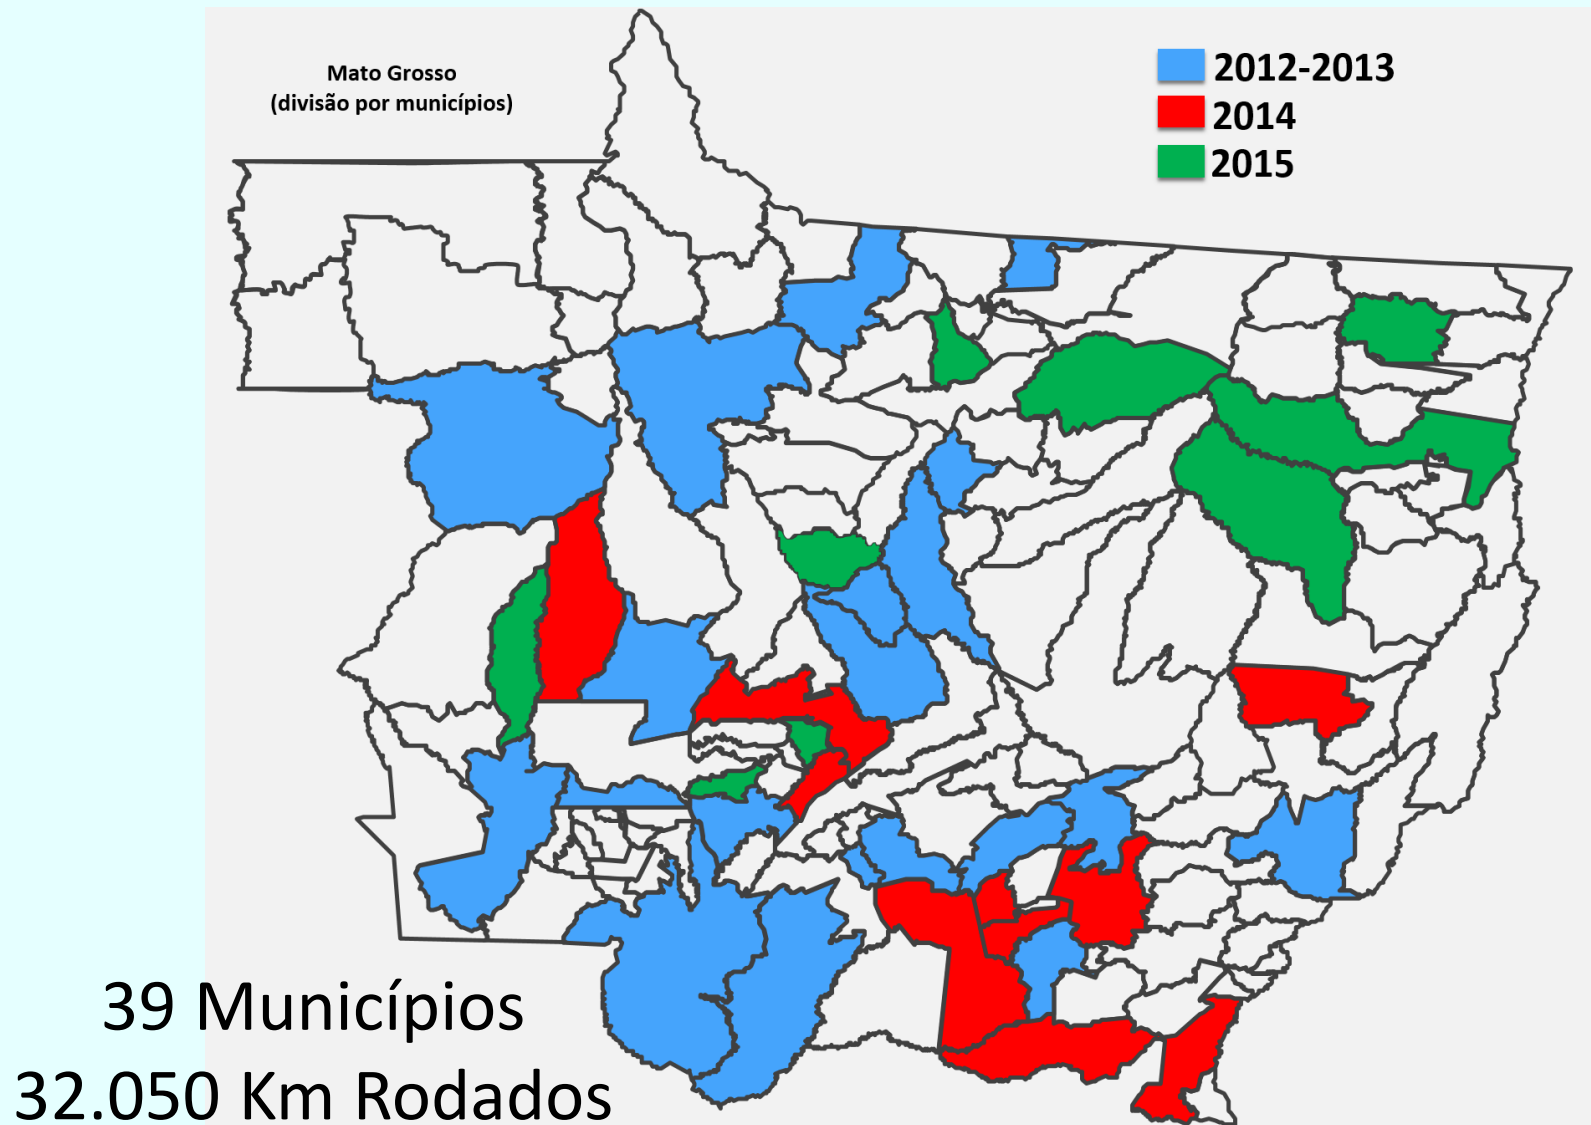 Mato Grosso
(divisão por municípios)
2012-2013
2014
2015
39 Municípios
32.050 Km Rodados